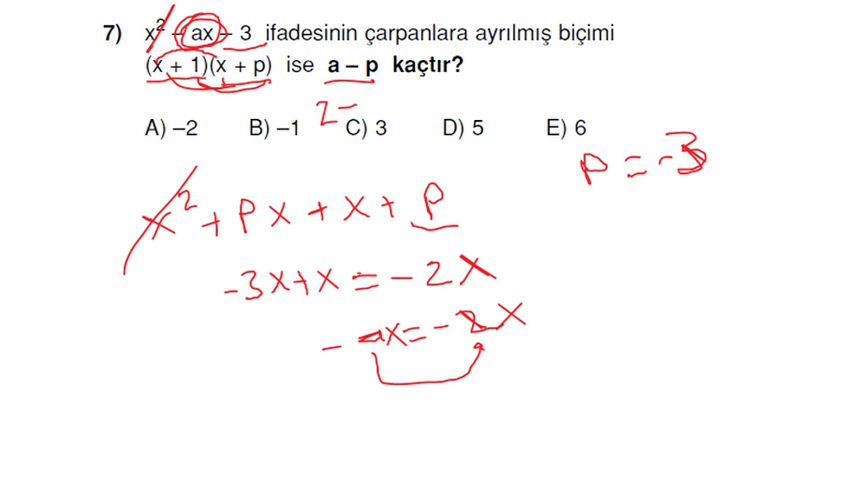 7) x² – ax – 3 ifadesinin çarpanlara ayrılmış biçimi
(x + 1)(x + p) ise a – p kaçtır?
2-
A) –2 B) –1 C) 3 D) 5 E) 6
p = -3
x² + px + x + p
-3x+x = -2x
- ax = -2x